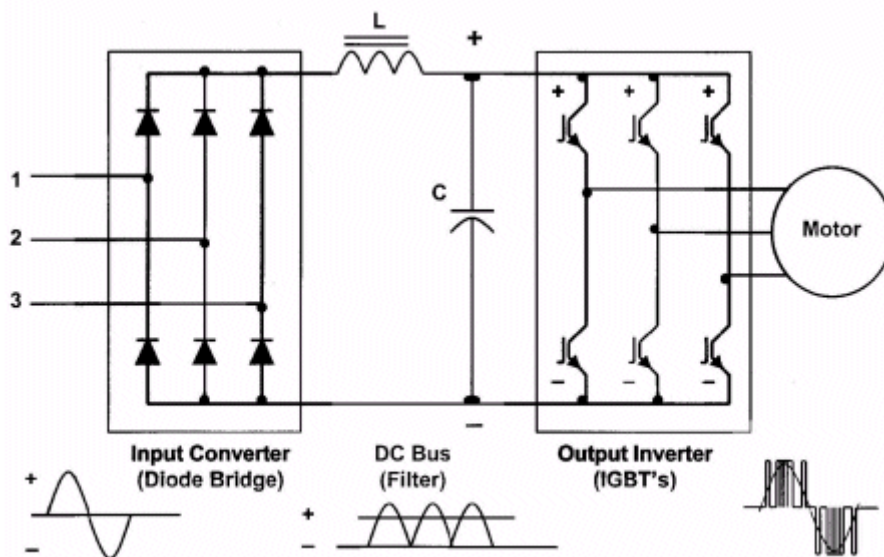 L
+
+ + +
1
C
Motor
2
3
− − −
−
Input Converter
(Diode Bridge)
DC Bus
(Filter)
Output Inverter
(IGBT's)
+
−
+
−